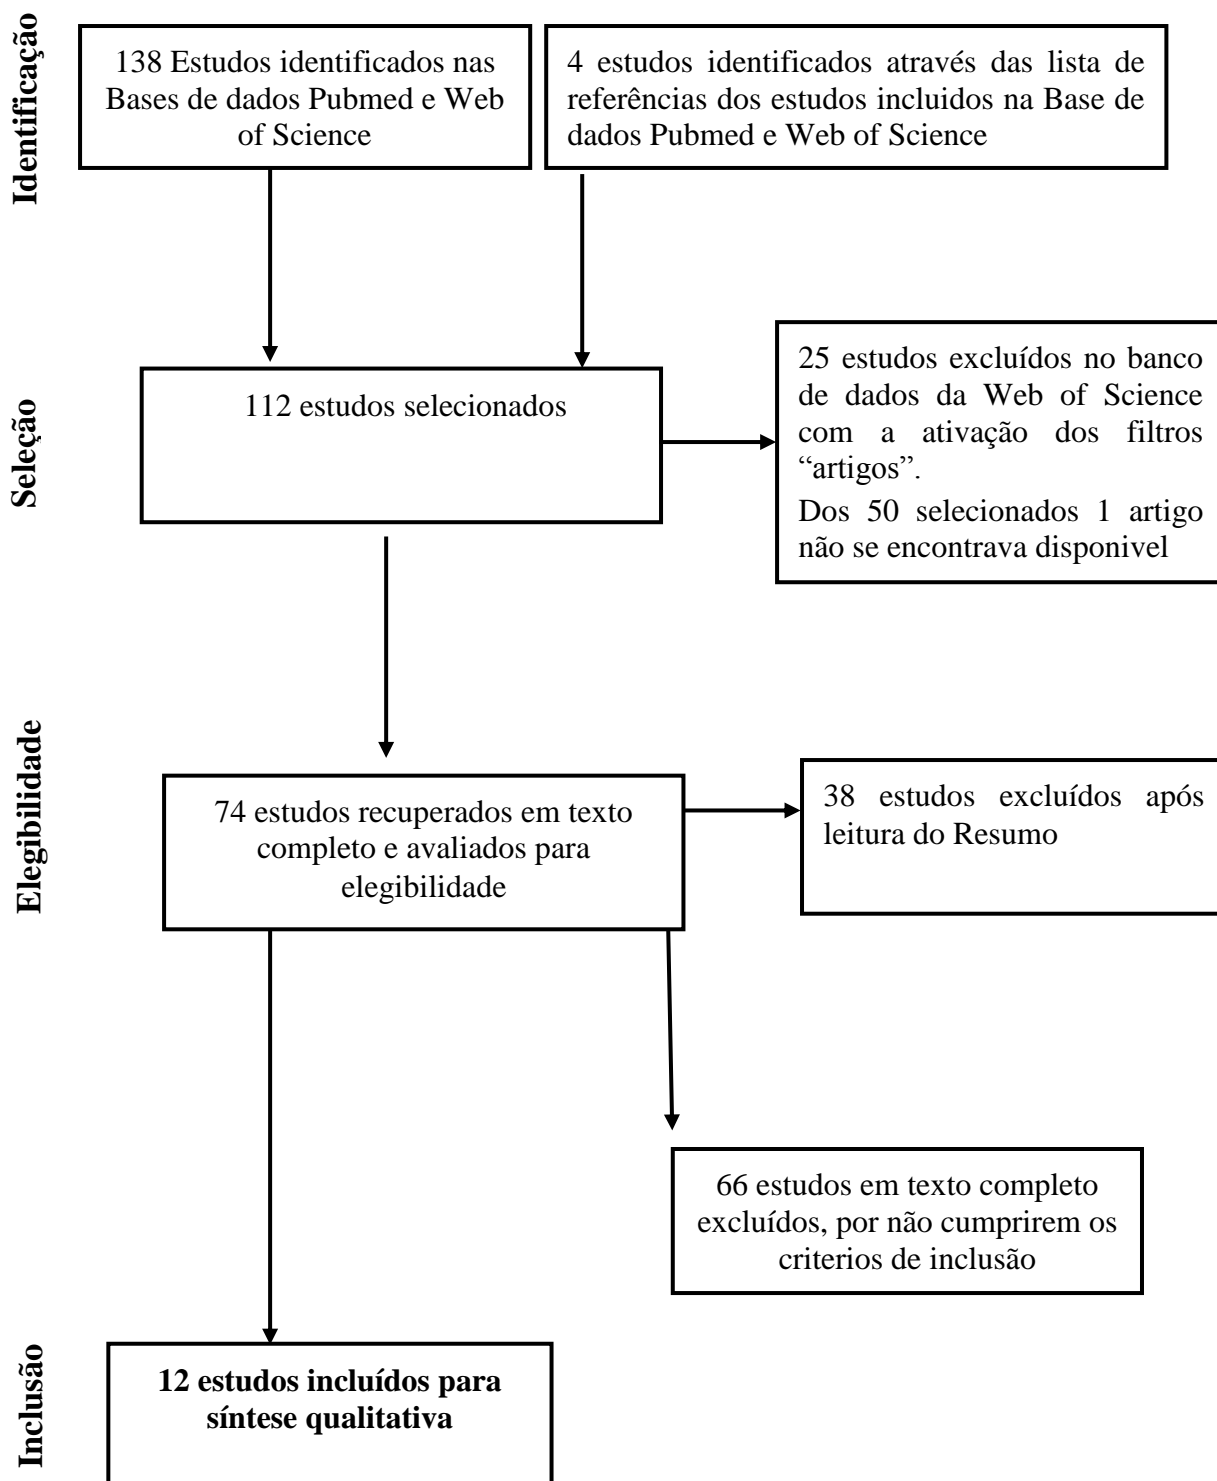 Identificação
138 Estudos identificados nas
Bases de dados Pubmed e Web
of Science
4 estudos identificados através das lista de
referências dos estudos incluidos na Base de
dados Pubmed e Web of Science
Seleção
112 estudos selecionados
25 estudos excluídos no banco
de dados da Web of Science
com a ativação dos filtros
“artigos”.
Dos 50 selecionados 1 artigo
não se encontrava disponivel
Elegibilidade
74 estudos recuperados em texto
completo e avaliados para
elegibilidade
38 estudos excluídos após
leitura do Resumo
66 estudos em texto completo
excluídos, por não cumprirem os
criterios de inclusão
Inclusão
12 estudos incluídos para
síntese qualitativa